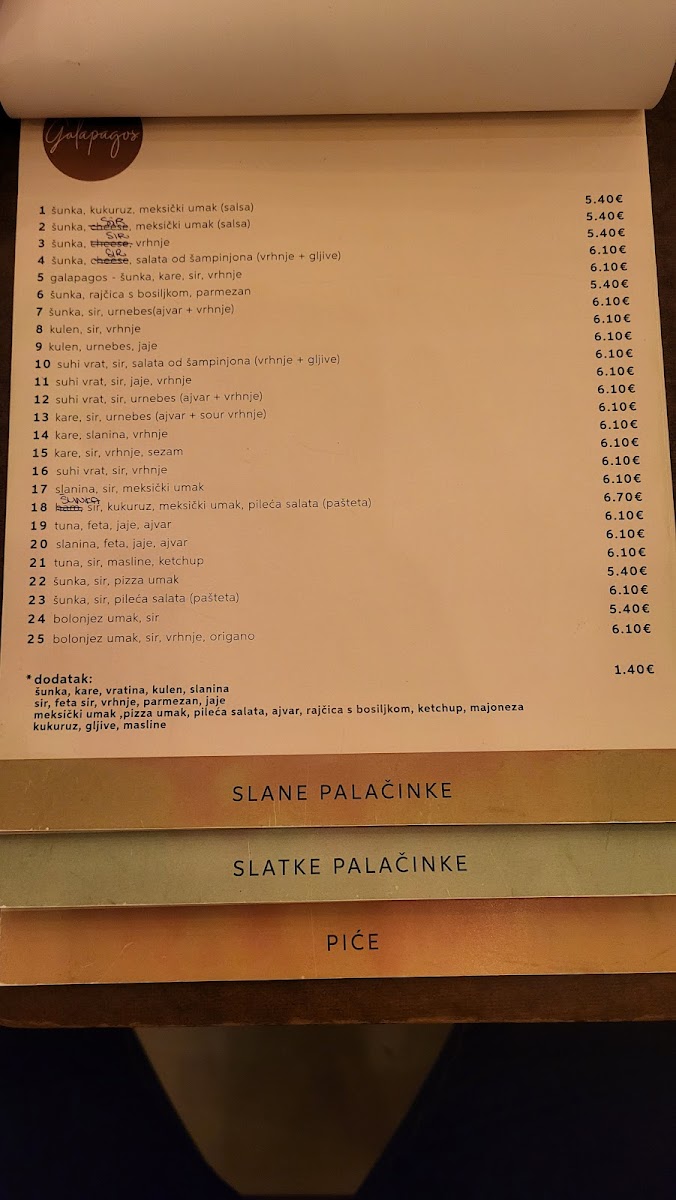 Galapagos
1 šunka, kukuruz, meksički umak (salsa) 5.40€
SIR
2 šunka, cheese, meksički umak (salsa) 5.40€
SIR
3 šunka, cheese, vrhnje 5.40€
SIR
4 šunka, cheese, salata od šampinjona (vrhnje + gljive) 6.10€
5 galapagos - šunka, kare, sir, vrhnje 6.10€
6 šunka, rajčica s bosiljkom, parmezan 5.40€
7 šunka, sir, urnebes(ajvar + vrhnje) 6.10€
8 kulen, sir, vrhnje 6.10€
9 kulen, urnebes, jaje 6.10€
10 suhi vrat, sir, salata od šampinjona (vrhnje + gljive) 6.10€
11 suhi vrat, sir, jaje, vrhnje 6.10€
12 suhi vrat, sir, urnebes (ajvar + vrhnje) 6.10€
13 kare, sir, urnebes (ajvar + sour vrhnje) 6.10€
14 kare, slanina, vrhnje 6.10€
15 kare, sir, vrhnje, sezam 6.10€
16 suhi vrat, sir, vrhnje 6.10€
17 slanina, sir, meksički umak 6.10€
ŠUNKA
18 ham, sir, kukuruz, meksički umak, pileća salata (pašteta) 6.70€
19 tuna, feta, jaje, ajvar 6.10€
20 slanina, feta, jaje, ajvar 6.10€
21 tuna, sir, masline, ketchup 6.10€
22 šunka, sir, pizza umak 5.40€
23 šunka, sir, pileća salata (pašteta) 6.10€
24 bolonjez umak, sir 5.40€
25 bolonjez umak, sir, vrhnje, origano 6.10€
*dodatak: 1.40€
šunka, kare, vratina, kulen, slanina
sir, feta sir, vrhnje, parmezan, jaje
meksički umak ,pizza umak, pileća salata, ajvar, rajčica s bosiljkom, ketchup, majoneza
kukuruz, gljive, masline
SLANE PALAČINKE
SLATKE PALAČINKE
PIĆE